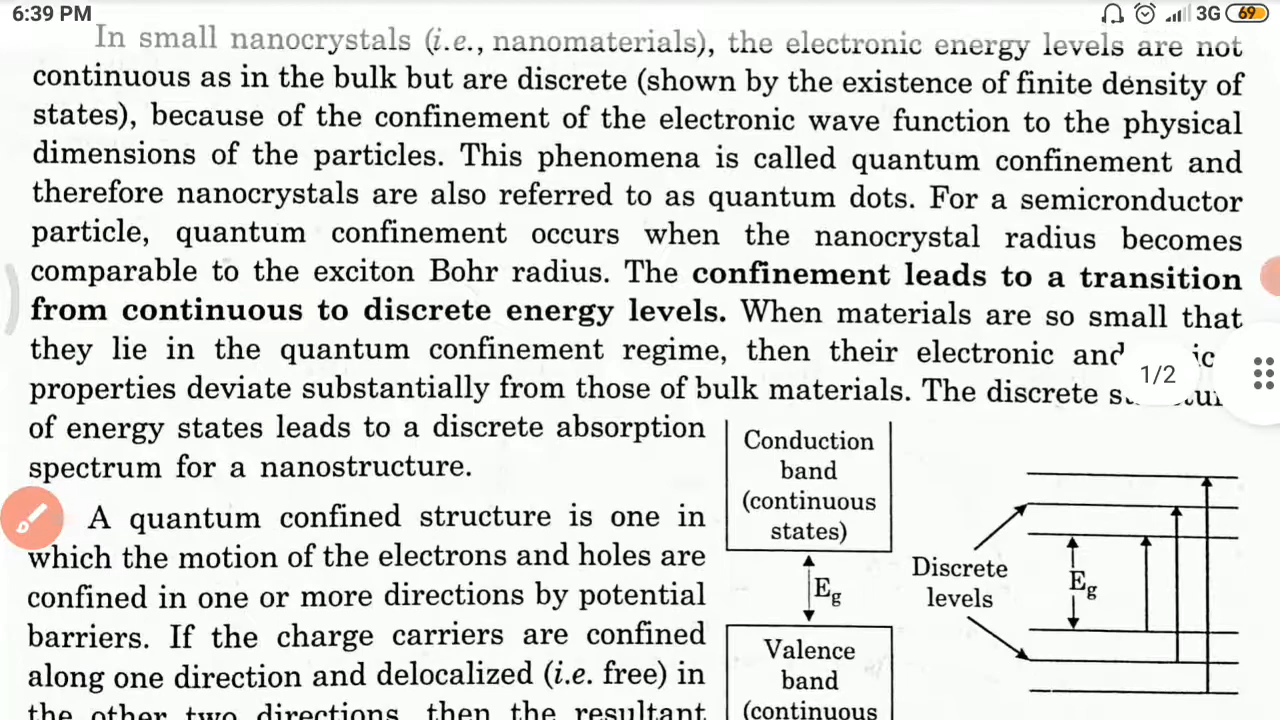 6:39 PM
3G 69
In small nanocrystals (i.e., nanomaterials), the electronic energy levels are not
continuous as in the bulk but are discrete (shown by the existence of finite density of
states), because of the confinement of the electronic wave function to the physical
dimensions of the particles. This phenomena is called quantum confinement and
therefore nanocrystals are also referred to as quantum dots. For a semicronductor
particle, quantum confinement occurs when the nanocrystal radius becomes
comparable to the exciton Bohr radius. The confinement leads to a transition
from continuous to discrete energy levels. When materials are so small that
they lie in the quantum confinement regime, then their electronic and
1/2
properties deviate substantially from those of bulk materials. The discrete
of energy states leads to a discrete absorption
spectrum for a nanostructure.
A quantum confined structure is one in
which the motion of the electrons and holes are
confined in one or more directions by potential
barriers. If the charge carriers are confined
along one direction and delocalized (i.e. free) in
the other two directions, then the resultant
Conduction
band
(continuous
states)
Eg
Valence
band
(continuous
Discrete
levels
Eg